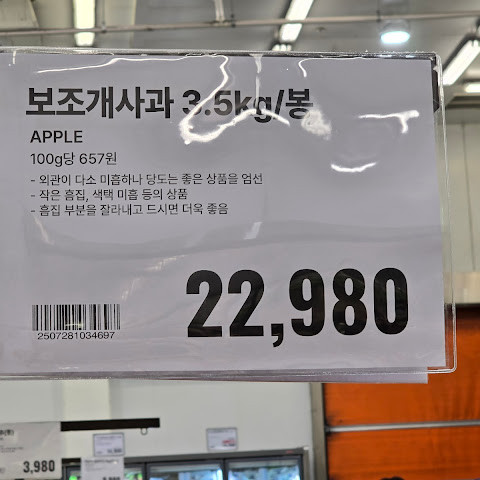 보조개사과 3.5kg/봉
APPLE
100g당 657원
- 외관이 다소 미흡하나 당도는 좋은 상품을 엄선
- 작은 흠집, 색택 미흡 등의 상품
- 흠집 부분을 잘라내고 드시면 더욱 좋음
22,980
2507281034697
3,980